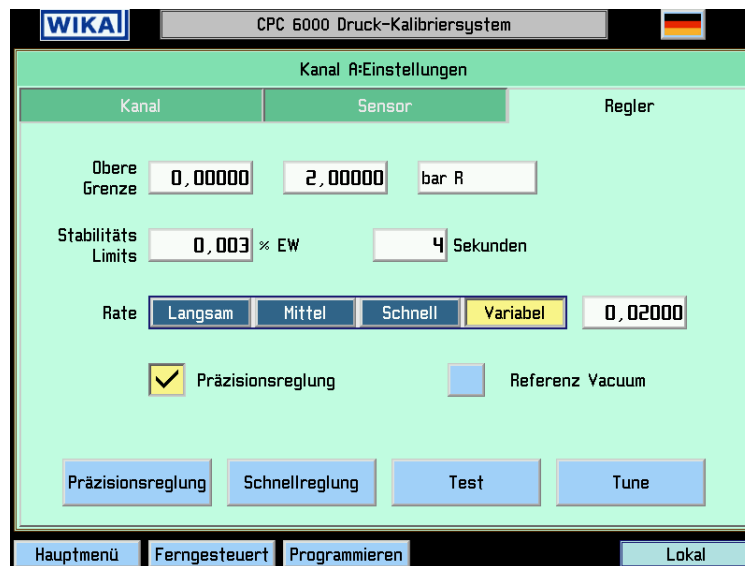 WIKA CPC 6000 Druck-Kalibriersystem
Kanal A:Einstellungen
Kanal Sensor Regler
Obere
Grenze 0,00000 2,00000 bar R
Stabilitäts
Limits 0,003 % EW 4 Sekunden
Rate Langsam Mittel Schnell Variabel 0,02000
Präzisionsreglung Referenz Vacuum
Präzisionsreglung Schnellreglung Test Tune
Hauptmenü Ferngesteuert Programmieren Lokal